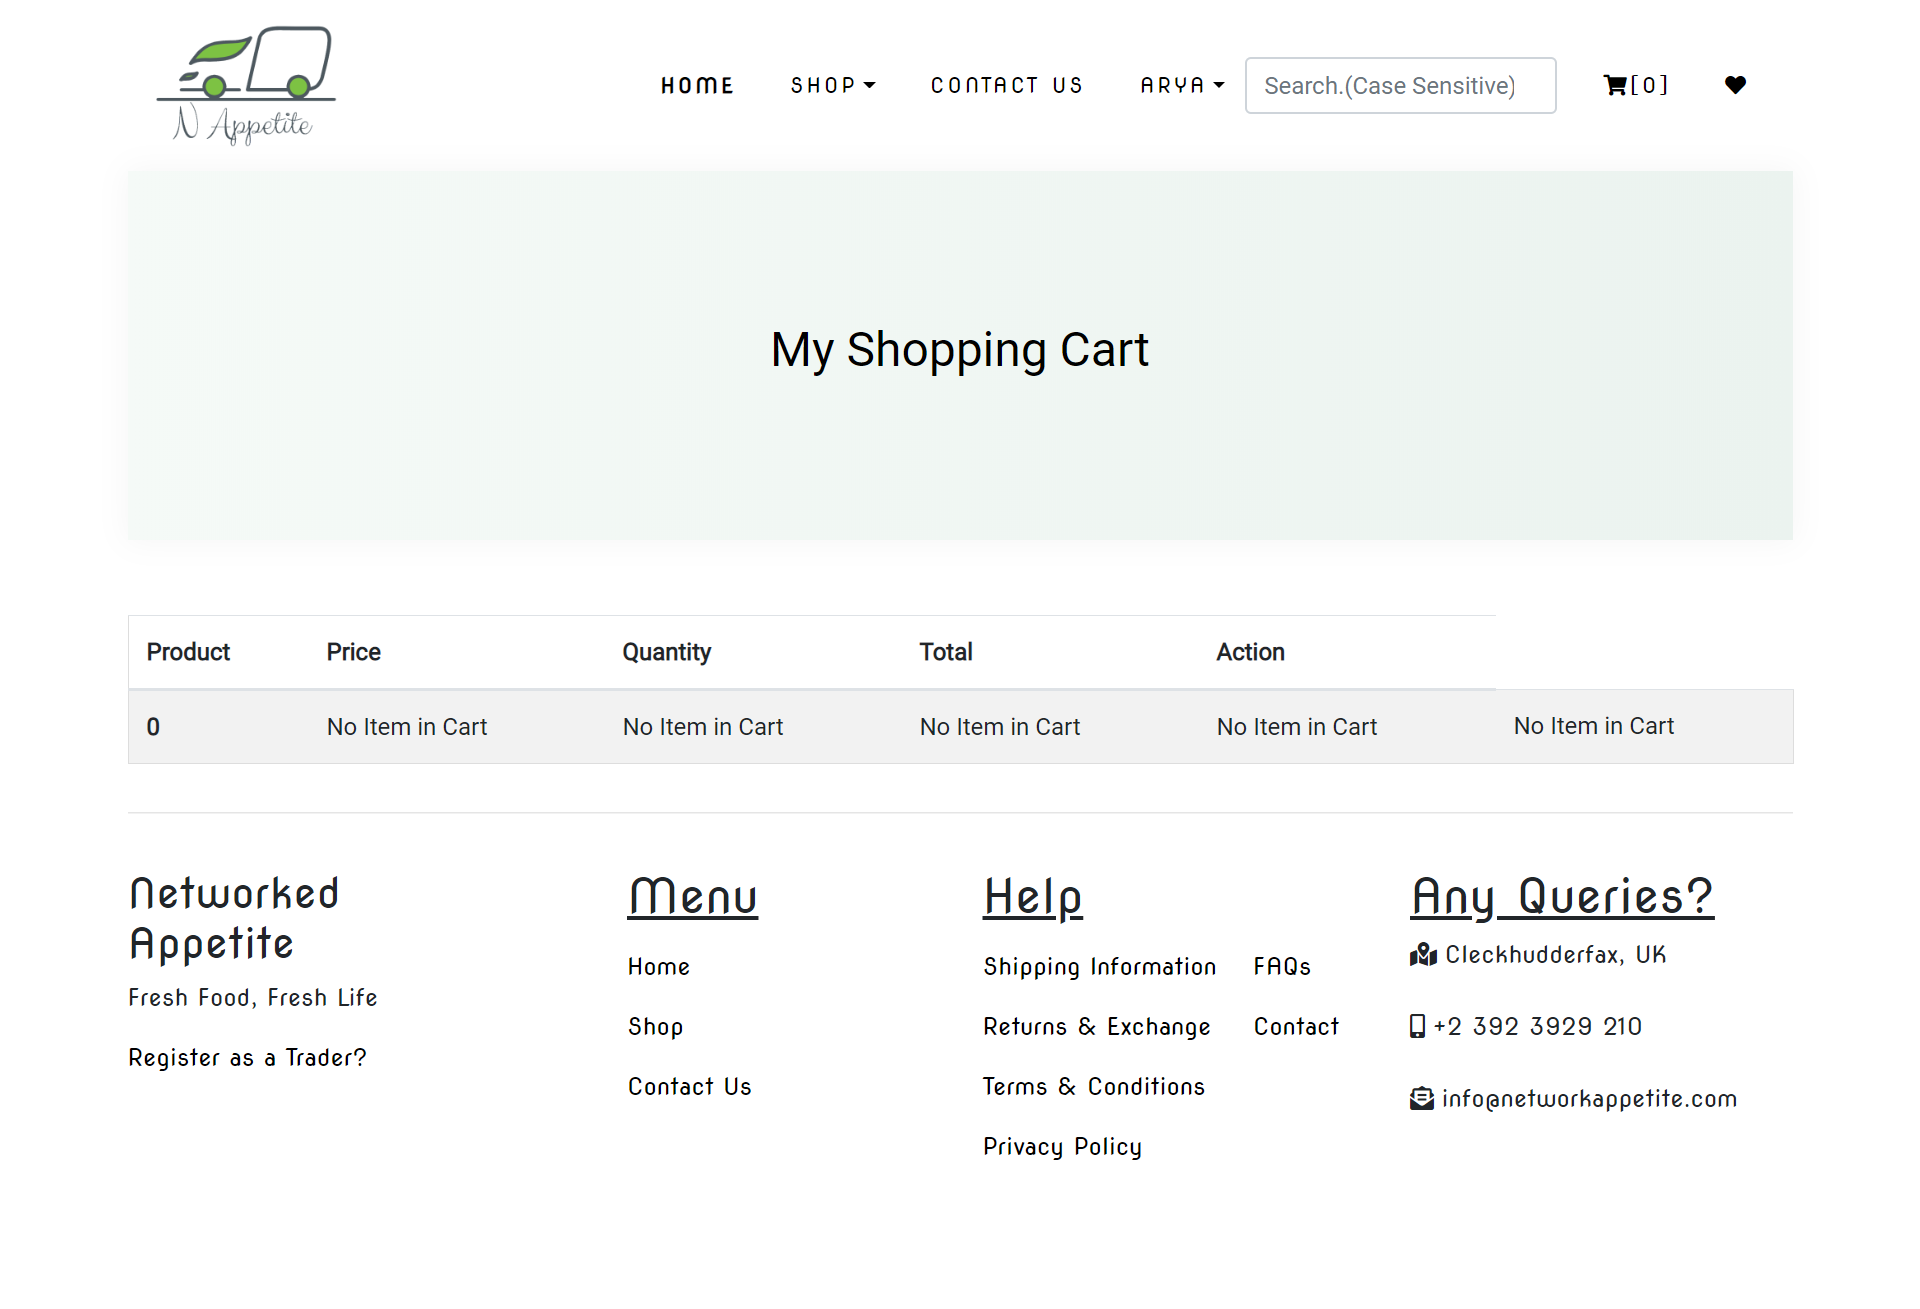 N Appetite
HOME SHOP CONTACT US ARYA Search.(Case Sensitive) [0]
My Shopping Cart
Product Price Quantity Total Action
0 No Item in Cart No Item in Cart No Item in Cart No Item in Cart No Item in Cart
Networked
Appetite
Fresh Food, Fresh Life
Register as a Trader?
Menu
Home
Shop
Contact Us
Help
Shipping Information FAQs
Returns & Exchange Contact
Terms & Conditions
Privacy Policy
Any Queries?
Cleckhudderfax, UK
+2 392 3929 210
info@networkappetite.com